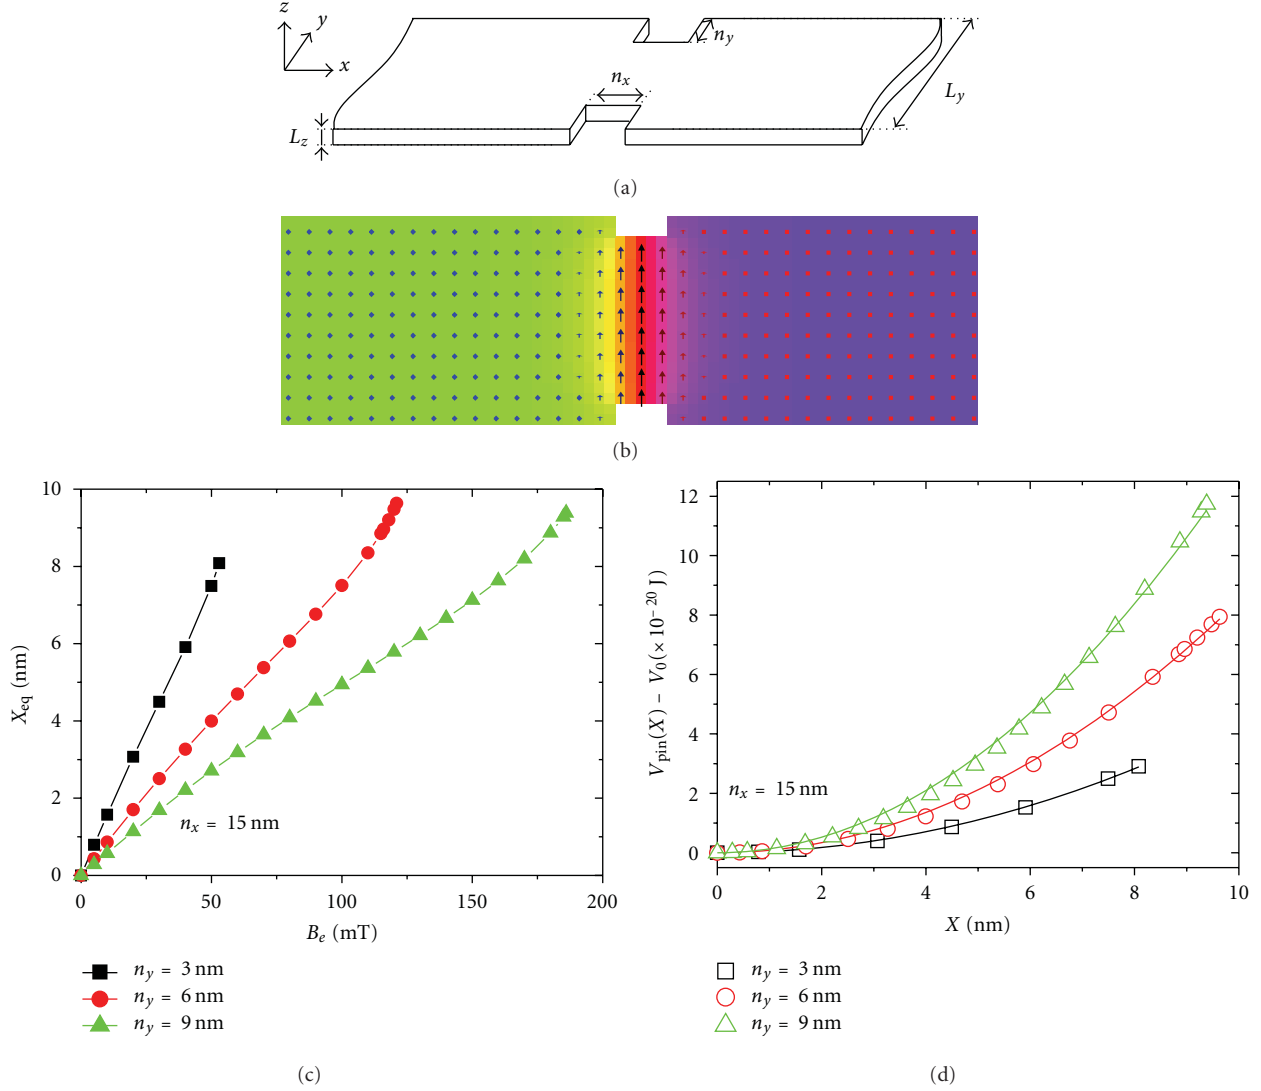 z
y
x
n_y
n_x
L_y
L_z
(a)
(b)
10
8
6
4
2
0
X_eq (nm)
n_x = 15 nm
0 50 100 150 200
B_e (mT)
n_y = 3 nm
n_y = 6 nm
n_y = 9 nm
(c)
12
10
8
6
4
2
0
V_pin(X) − V_0 (× 10^−20 J)
n_x = 15 nm
0 2 4 6 8 10
X (nm)
n_y = 3 nm
n_y = 6 nm
n_y = 9 nm
(d)